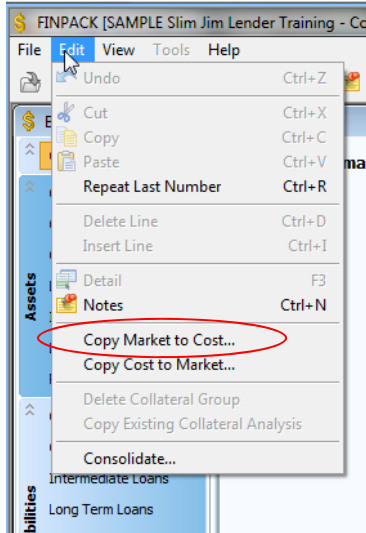 FINPACK [SAMPLE Slim Jim Lender Training - Co
File Edit View Tools Help
Undo Ctrl+Z
Cut Ctrl+X
Copy Ctrl+C
Paste Ctrl+V
Repeat Last Number Ctrl+R
Delete Line Ctrl+D
Insert Line Ctrl+I
Detail F3
Notes Ctrl+N
Copy Market to Cost...
Copy Cost to Market...
Delete Collateral Group
Copy Existing Collateral Analysis
Consolidate...
Assets
Intermediate Loans
Long Term Loans